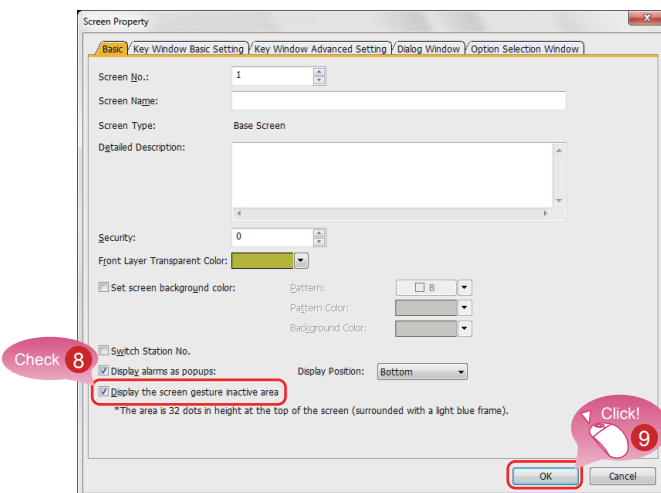 Screen Property
Basic Key Window Basic Setting Key Window Advanced Setting Dialog Window Option Selection Window
Screen No.: 1
Screen Name:
Screen Type: Base Screen
Detailed Description:
Security: 0
Front Layer Transparent Color:
Set screen background color: Pattern: 8
Pattern Color:
Background Color:
Switch Station No.
Check 8
Display alarms as popups: Display Position: Bottom
Display the screen gesture inactive area
*The area is 32 dots in height at the top of the screen (surrounded with a light blue frame).
Click!
9
OK Cancel